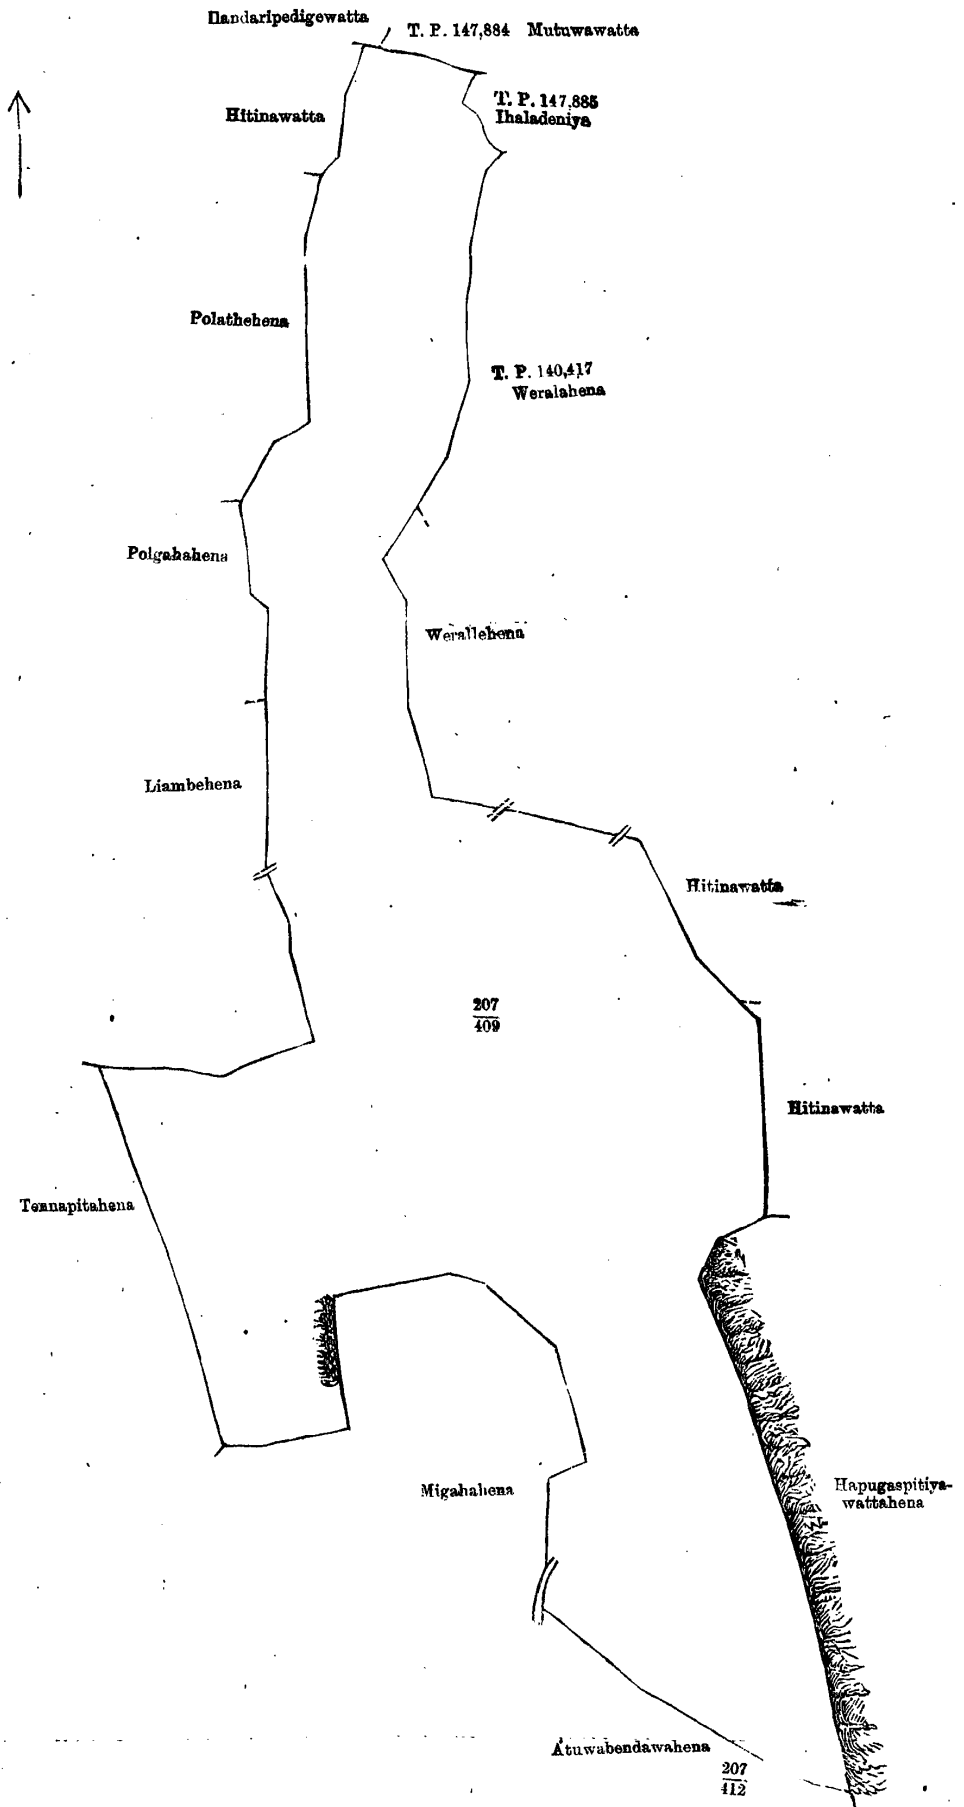 Ilandaripedigewatta
T. P. 147,884 Mutuwawatta
T. P. 147,885
Ihaladeniya
Hitinawatta
Polathehena
T. P. 140,417
Weralahena
Polgahahena
Werallehena
Liambehena
Hitinawatta
207
409
Hitinawatta
Tennapitahena
Migahahena
Hapugaspitiya-
wattahena
Atuwabendawahena
207
412